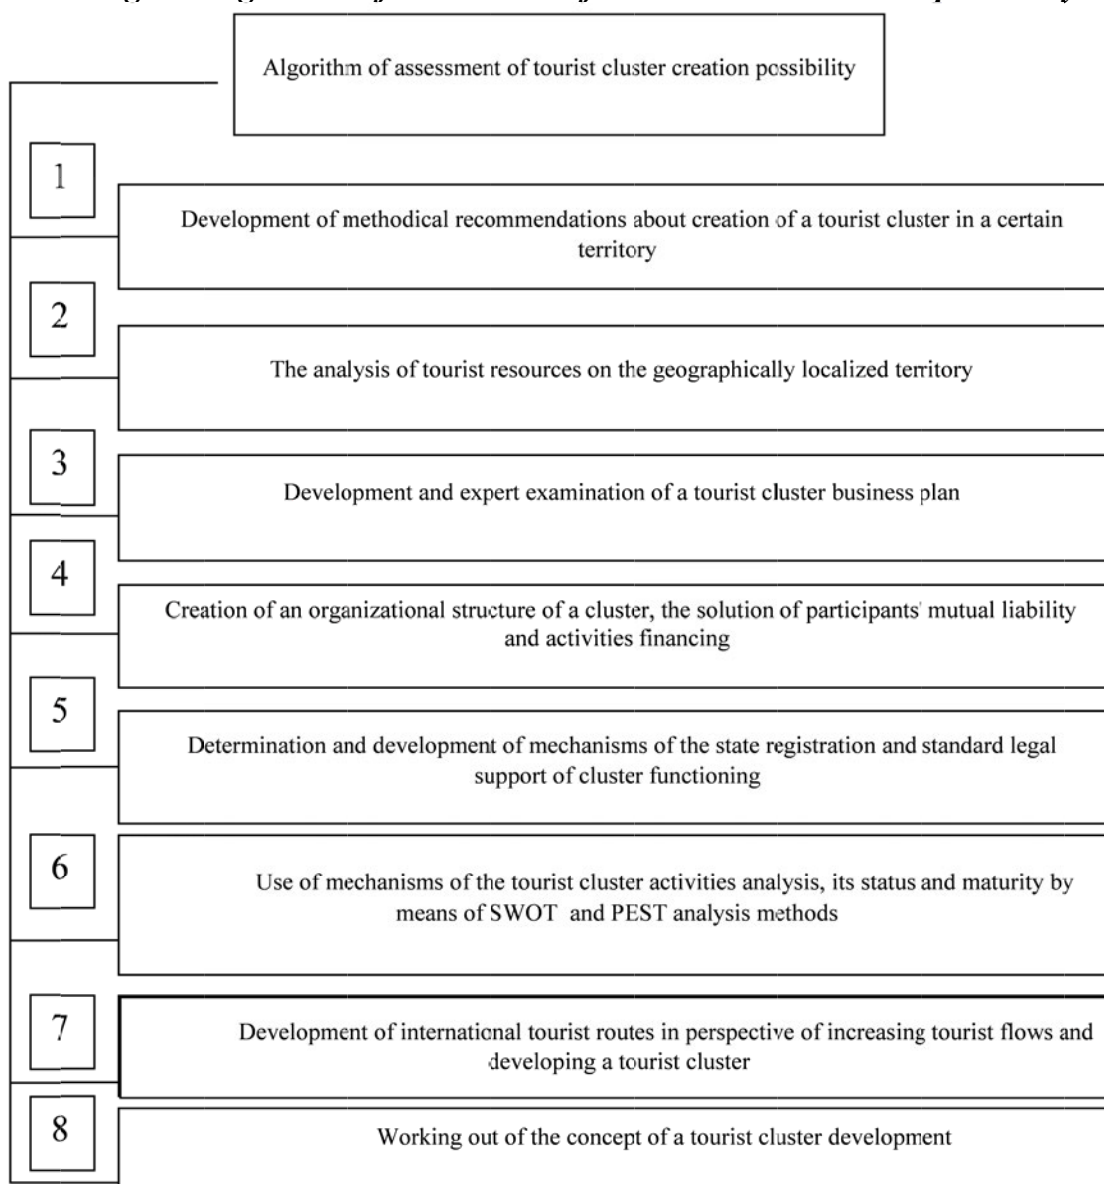 Algorithm of assessment of tourist cluster creation possibility
1
Development of methodical recommendations about creation of a tourist cluster in a certain
territory
2
The analysis of tourist resources on the geographically localized territory
3
Development and expert examination of a tourist cluster business plan
4
Creation of an organizational structure of a cluster, the solution of participants' mutual liability
and activities financing
5
Determination and development of mechanisms of the state registration and standard legal
support of cluster functioning
6
Use of mechanisms of the tourist cluster activities analysis, its status and maturity by
means of SWOT and PEST analysis methods
7
Development of international tourist routes in perspective of increasing tourist flows and
developing a tourist cluster
8
Working out of the concept of a tourist cluster development